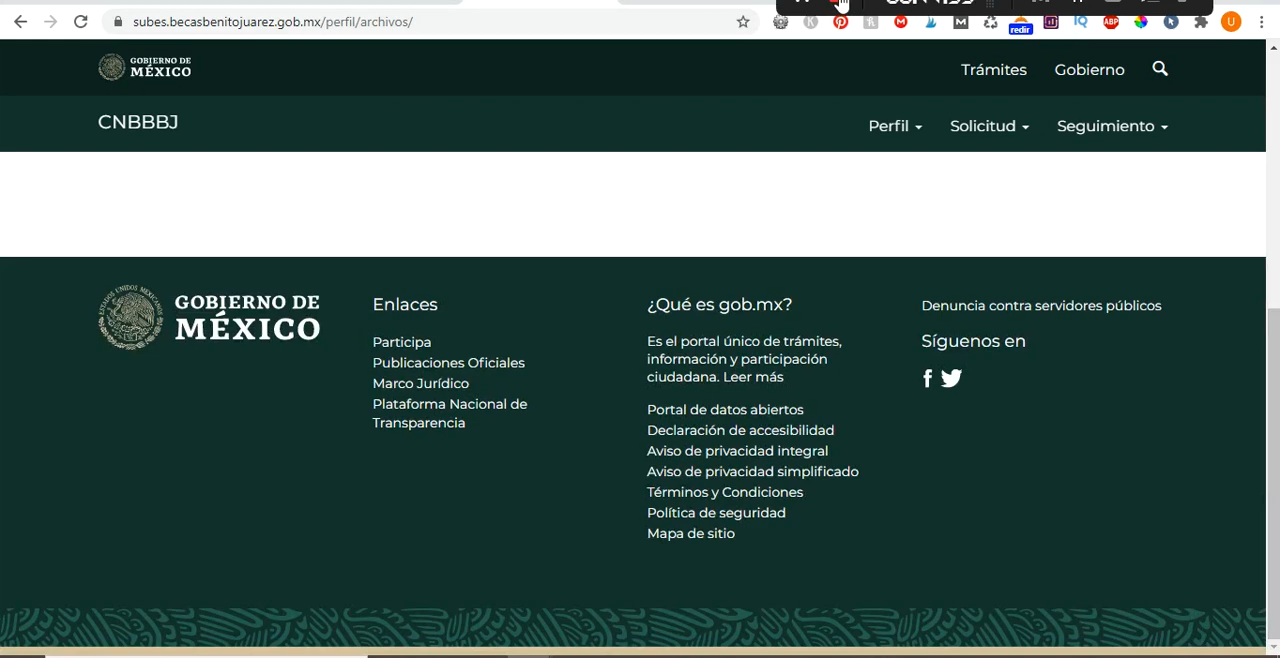 subes.becasbenitojuarez.gob.mx/perfil/archivos/
redir
ABP
U
GOBIERNO DE
MÉXICO
Trámites
Gobierno
CNBBBJ
Perfil
Solicitud
Seguimiento
GOBIERNO DE
MÉXICO
Enlaces
Participa
Publicaciones Oficiales
Marco Jurídico
Plataforma Nacional de
Transparencia
¿Qué es gob.mx?
Es el portal único de trámites,
información y participación
ciudadana. Leer más
Portal de datos abiertos
Declaración de accesibilidad
Aviso de privacidad integral
Aviso de privacidad simplificado
Términos y Condiciones
Política de seguridad
Mapa de sitio
Denuncia contra servidores públicos
Síguenos en